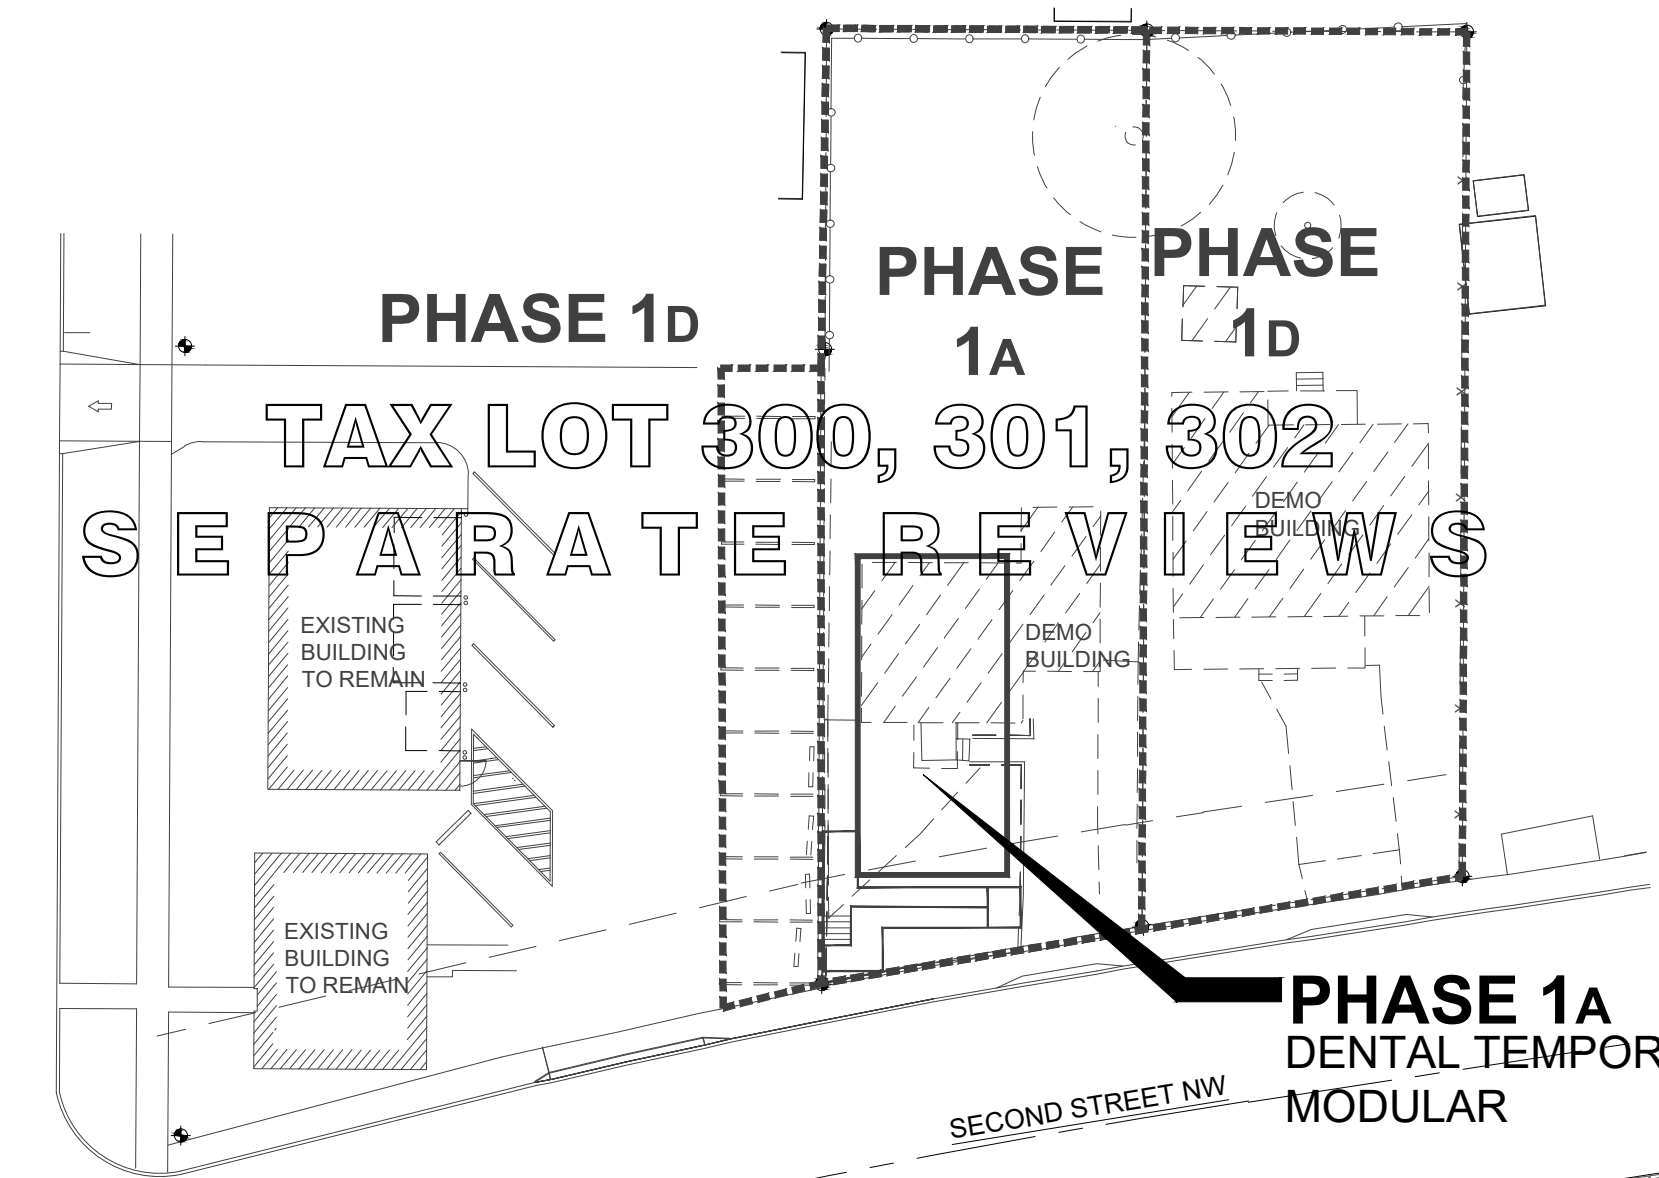 PHASE 1D
PHASE
1A
PHASE
1D
TAX LOT 300, 301, 302
SEPARATE REVIEWS
DEMO
BUILDING
EXISTING
BUILDING
TO REMAIN
DEMO
BUILDING
EXISTING
BUILDING
TO REMAIN
PHASE 1A
DENTAL TEMPOR
MODULAR
SECOND STREET NW